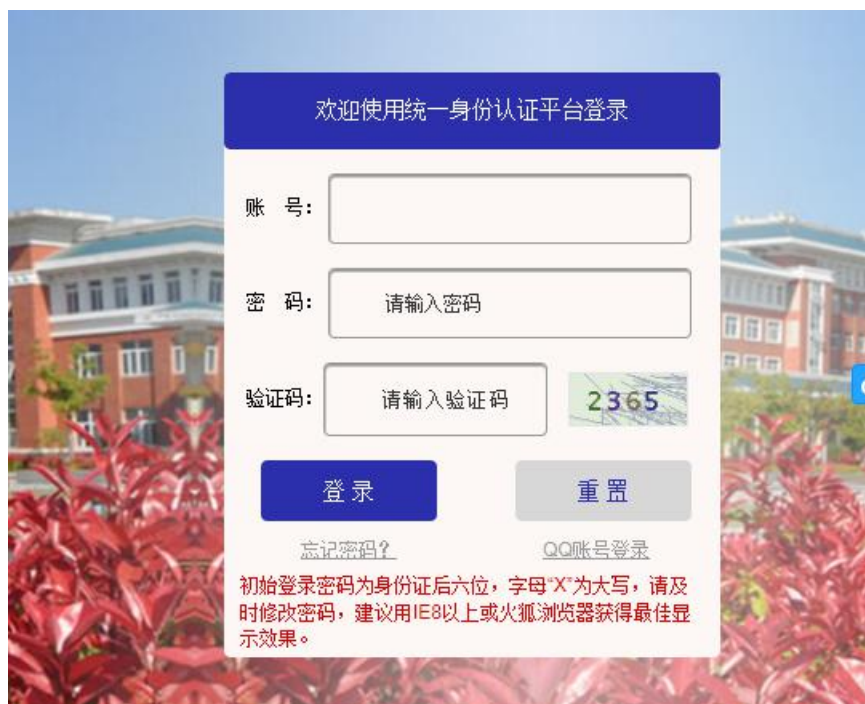 欢迎使用统一身份认证平台登录
账 号:
密 码: 请输入密码
验证码: 请输入验证码 2365
登 录 重 置
忘记密码? QQ账号登录
初始登录密码为身份证后六位,字母“X”为大写,请及
时修改密码,建议用IE8以上或火狐浏览器获得最佳显
示效果。